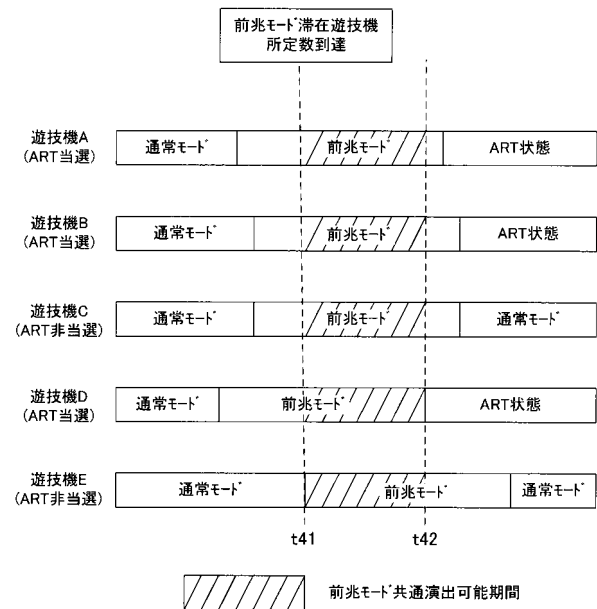 前兆モード滞在遊技機
所定数到達
遊技機A
(ART当選)
通常モード
前兆モード
ART状態
遊技機B
(ART当選)
通常モード
前兆モード
ART状態
遊技機C
(ART非当選)
通常モード
前兆モード
通常モード
遊技機D
(ART当選)
通常モード
前兆モード
ART状態
遊技機E
(ART非当選)
通常モード
前兆モード
通常モード
t41
t42
前兆モード共通演出可能期間